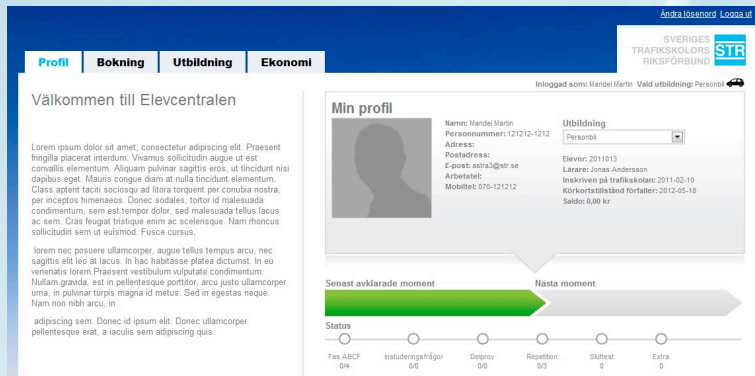 Ändra lösenord Logga ut
SVERIGES
TRAFIKSKOLORS
RIKSFÖRBUND
STR
Profil Bokning Utbildning Ekonomi
Inloggad som: Mandel Martin Vald utbildning: Personbil
Välkommen till Elevcentralen
Lorem ipsum dolor sit amet, consectetur adipiscing elit. Praesent
fringilla placerat interdum. Vivamus sollicitudin augue ut est
convallis elementum. Aliquam pulvinar sagittis eros, ut tincidunt nisi
dapibus eget. Mauris congue diam at nulla tincidunt elementum.
Class aptent taciti sociosqu ad litora torquent per conubia nostra,
per inceptos himenaeos. Donec sodales, tortor id malesuada
condimentum, sem est tempor dolor, sed malesuada tellus lacus
ac sem. Cras feugiat tristique enim ac scelerisque. Nam rhoncus
sollicitudin sem ut euismod. Fusce cursus,
lorem nec posuere ullamcorper, augue tellus tempus arcu, nec
sagittis elit leo at lacus. In hac habitasse platea dictumst. In eu
venenatis lorem.Praesent vestibulum vulputate condimentum.
Nullam gravida, est in pellentesque porttitor, arcu justo ullamcorper
urna, in pulvinar turpis magna id metus. Sed in egestas neque.
Nam non nibh arcu, in
adipiscing sem. Donec id ipsum elit. Donec ullamcorper
pellentesque erat, a iaculis sem adipiscing quis.
Min profil
Namn: Mandel Martin
Personnummer: 121212-1212
Adress:
Postadress:
E-post: astra3@str.se
Arbetstel:
Mobiltel: 070-121212
Utbildning
Personbil
Elevnr: 2011013
Lärare: Jonas Andersson
Inskriven på trafikskolan: 2011-02-10
Körkortstillstånd förfaller: 2012-05-18
Saldo: 0,00 kr
Senast avklarade moment Nästa moment
Status
Fas ABCF Instuderingsfrågor Delprov Repetition Sluttest Extra
0/4 0/0 0/0 0/3 0 0